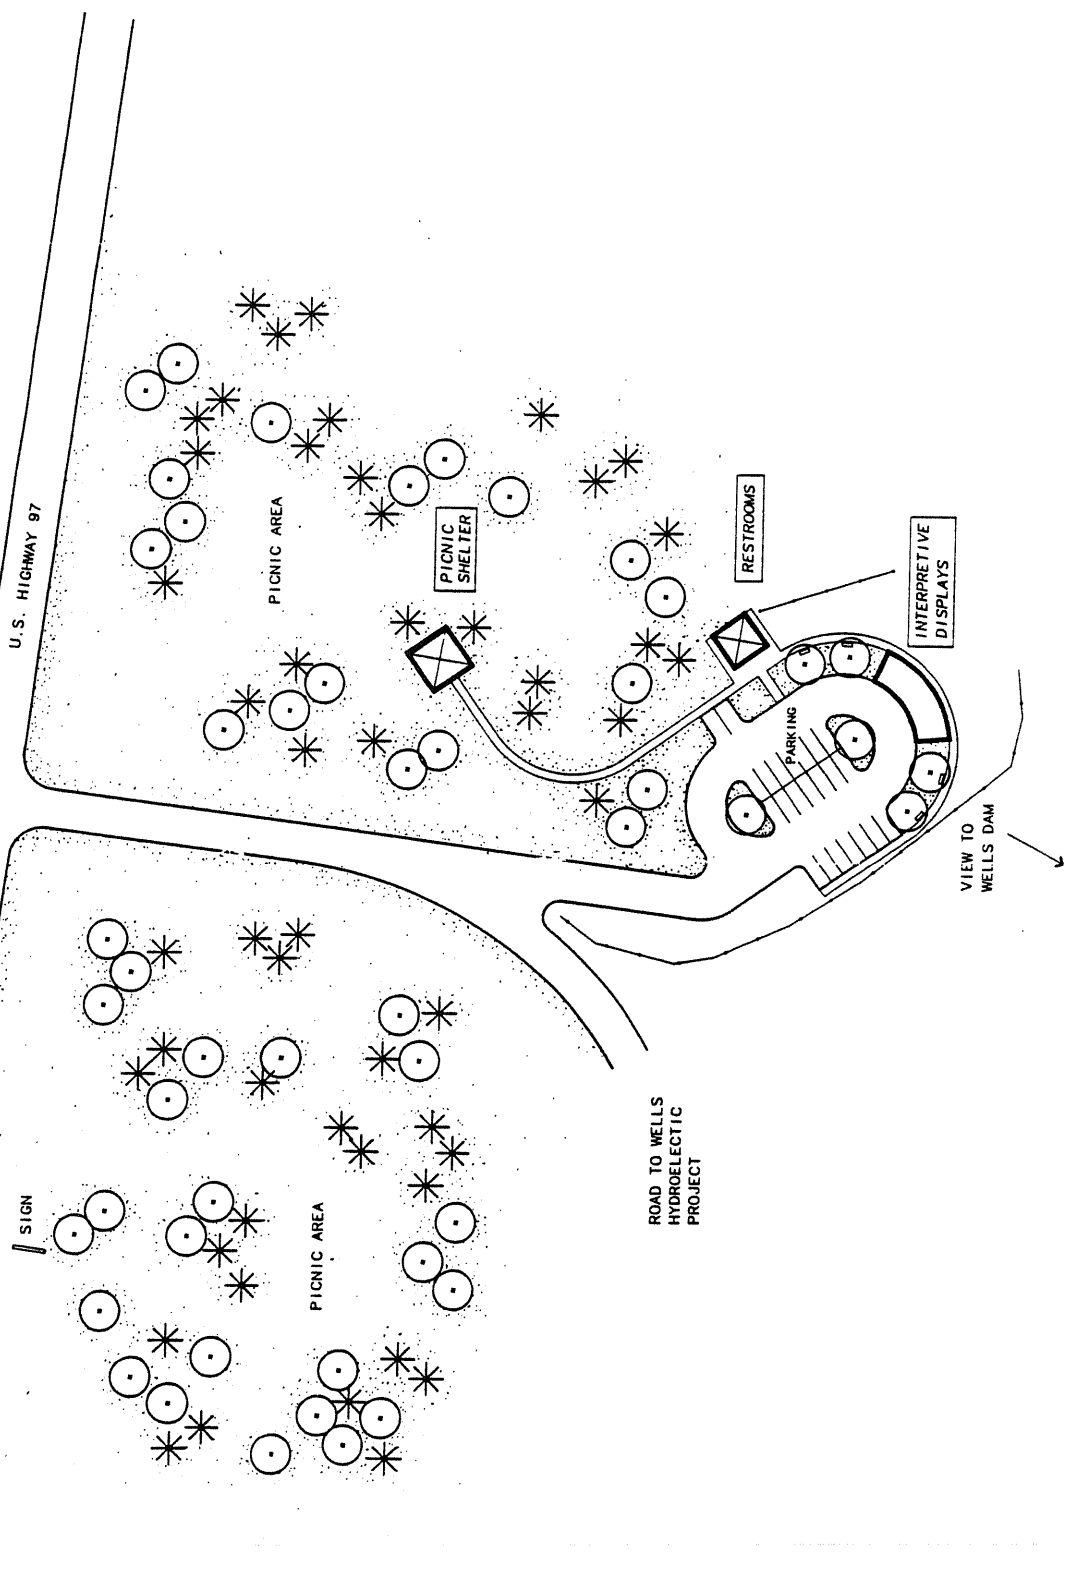 U.S. HIGHWAY 97
SIGN
PICNIC AREA
PICNIC AREA
PICNIC
SHELTER
RESTROOMS
INTERPRETIVE
DISPLAYS
PARKING
VIEW TO
WELLS DAM
ROAD TO WELLS
HYDROELECTIC
PROJECT